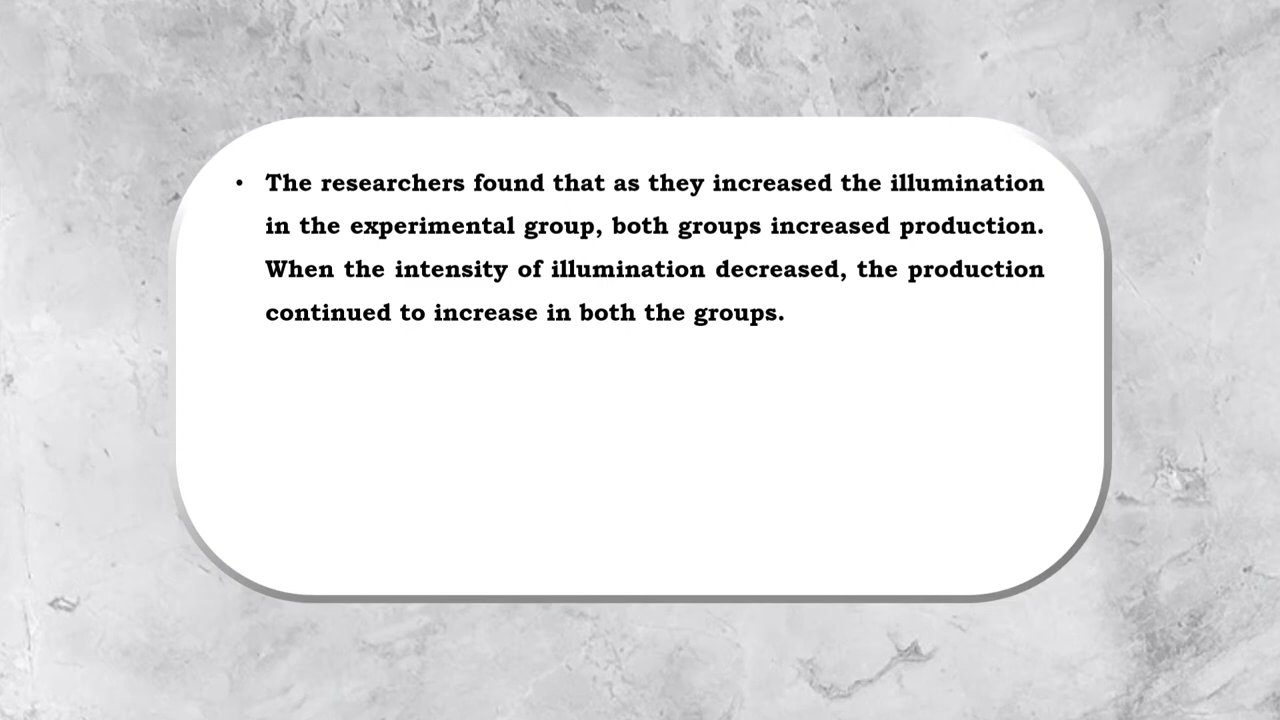 • The researchers found that as they increased the illumination
in the experimental group, both groups increased production.
When the intensity of illumination decreased, the production
continued to increase in both the groups.